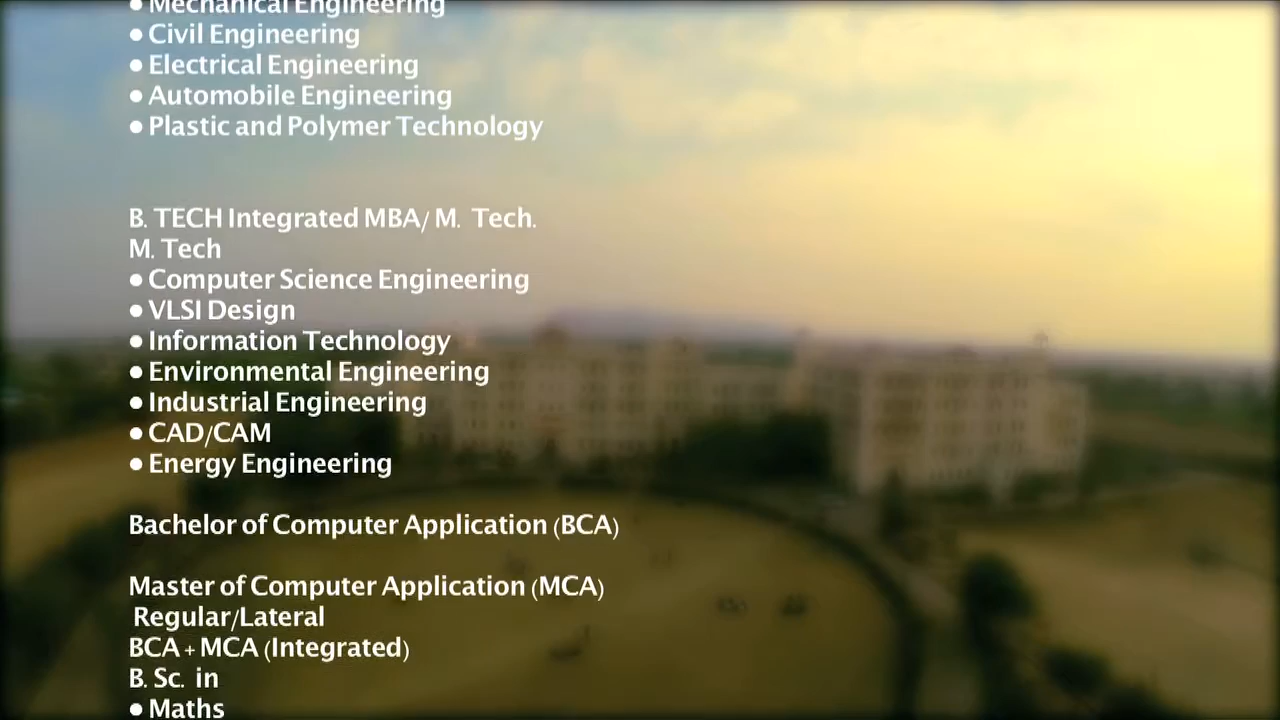 • Mechanical Engineering
• Civil Engineering
• Electrical Engineering
• Automobile Engineering
• Plastic and Polymer Technology
B. TECH Integrated MBA/ M. Tech.
M. Tech
• Computer Science Engineering
• VLSI Design
• Information Technology
• Environmental Engineering
• Industrial Engineering
• CAD/CAM
• Energy Engineering
Bachelor of Computer Application (BCA)
Master of Computer Application (MCA)
Regular/Lateral
BCA + MCA (Integrated)
B. Sc. in
• Maths